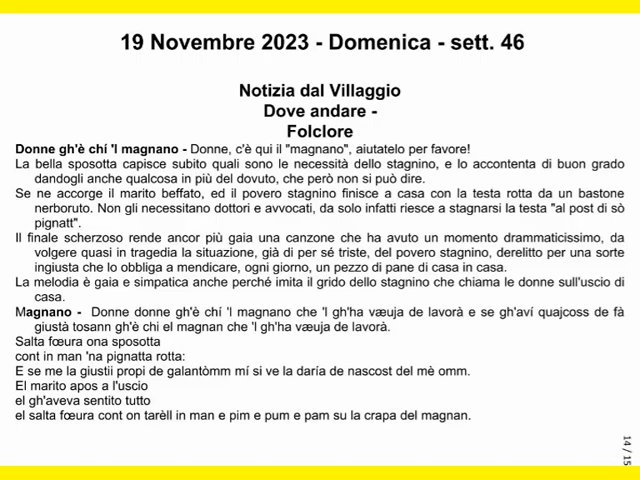 19 Novembre 2023 - Domenica - sett. 46
Notizia dal Villaggio
Dove andare -
Folclore
Donne gh'è chí 'l magnano - Donne, c'è qui il "magnano", aiutatelo per favore!
La bella sposotta capisce subito quali sono le necessità dello stagnino, e lo accontenta di buon grado
dandogli anche qualcosa in più del dovuto, che però non si può dire.
Se ne accorge il marito beffato, ed il povero stagnino finisce a casa con la testa rotta da un bastone
nerboruto. Non gli necessitano dottori e avvocati, da solo infatti riesce a stagnarsi la testa "al post di sò
pignatt".
Il finale scherzoso rende ancor più gaia una canzone che ha avuto un momento drammaticissimo, da
volgere quasi in tragedia la situazione, già di per sé triste, del povero stagnino, derelitto per una sorte
ingiusta che lo obbliga a mendicare, ogni giorno, un pezzo di pane di casa in casa.
La melodia è gaia e simpatica anche perché imita il grido dello stagnino che chiama le donne sull'uscio di
casa.
Magnano - Donne donne gh'è chí 'l magnano che 'l gh'ha væuja de lavorà e se gh'aví quajcoss de fà
giustà tosann gh'è chi el magnan che 'l gh'ha væuja de lavorà.
Salta fœura ona sposotta
cont in man 'na pignatta rotta:
E se me la giustii propi de galantòmm mí si ve la daría de nascost del mè omm.
El marito apos a l'uscio
el gh'aveva sentito tutto
el salta fœura cont on tarèll in man e pim e pum e pam su la crapa del magnan.
14 / 15